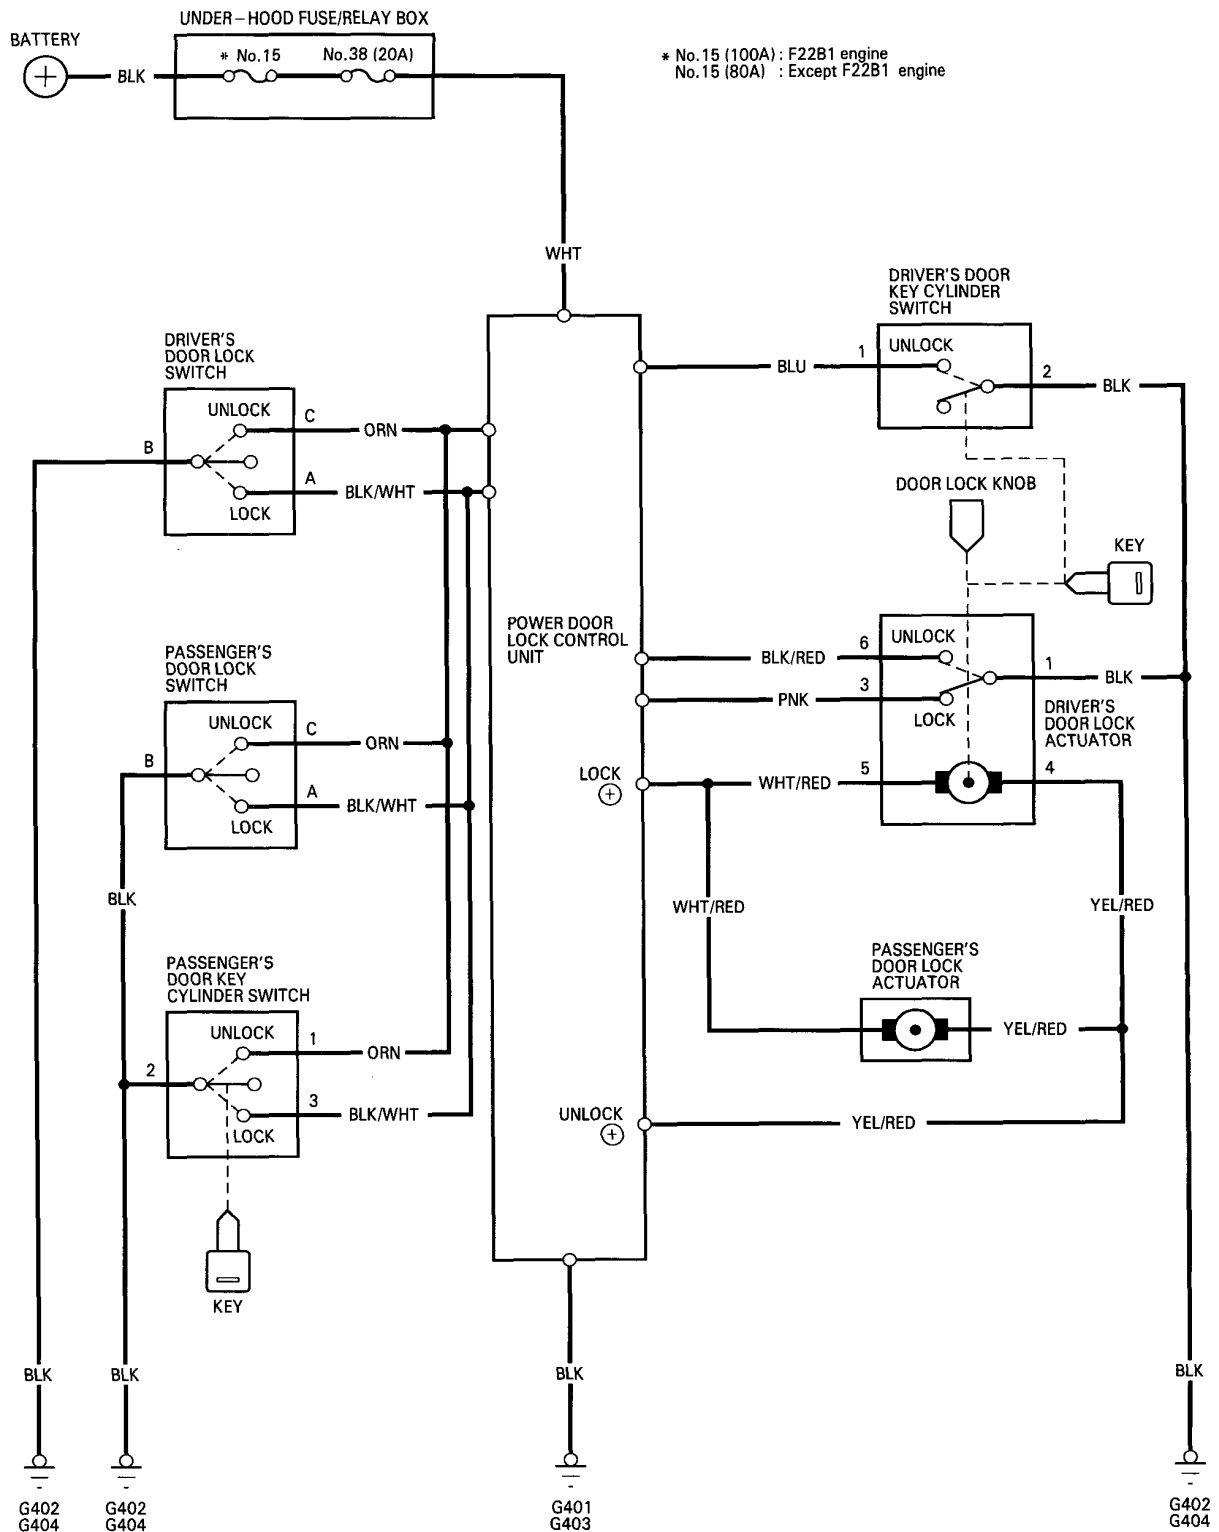 UNDER-HOOD FUSE/RELAY BOX
BATTERY
* No.15
No.38 (20A)
* No.15 (100A) : F22B1 engine
No.15 (80A) : Except F22B1 engine
+
BLK
WHT
DRIVER'S DOOR
KEY CYLINDER
SWITCH
DRIVER'S
DOOR LOCK
SWITCH
UNLOCK
1
BLU
2
BLK
UNLOCK
C
ORN
B
A
BLK/WHT
LOCK
DOOR LOCK KNOB
KEY
POWER DOOR
LOCK CONTROL
UNIT
PASSENGER'S
DOOR LOCK
SWITCH
UNLOCK
6
BLK/RED
1
BLK
3
PNK
LOCK
DRIVER'S
DOOR LOCK
ACTUATOR
UNLOCK
C
ORN
B
A
BLK/WHT
LOCK
LOCK
+
WHT/RED
5
4
BLK
WHT/RED
YEL/RED
PASSENGER'S
DOOR LOCK
ACTUATOR
YEL/RED
PASSENGER'S
DOOR KEY
CYLINDER SWITCH
UNLOCK
1
ORN
2
3
BLK/WHT
LOCK
UNLOCK
+
YEL/RED
KEY
BLK
BLK
BLK
BLK
G402
G404
G402
G404
G401
G403
G402
G404